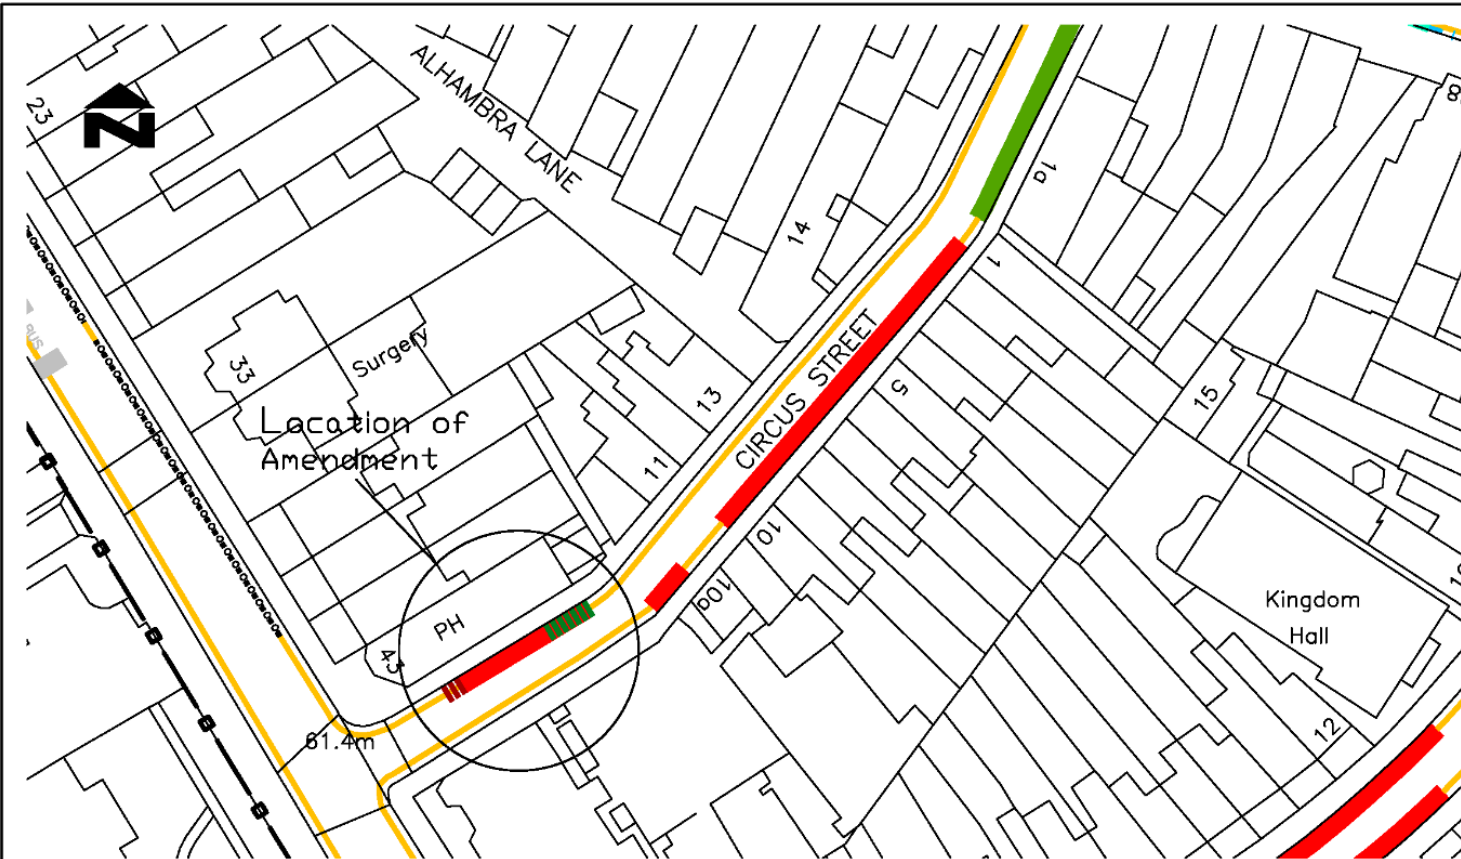 ALHAMBRA LANE
23
N
1a
14
1
BUS
33
Surgery
CIRCUS STREET
13
5
15
Location of
Amendment
11
10
10a
PH
43
Kingdom
Hall
12
61.4m